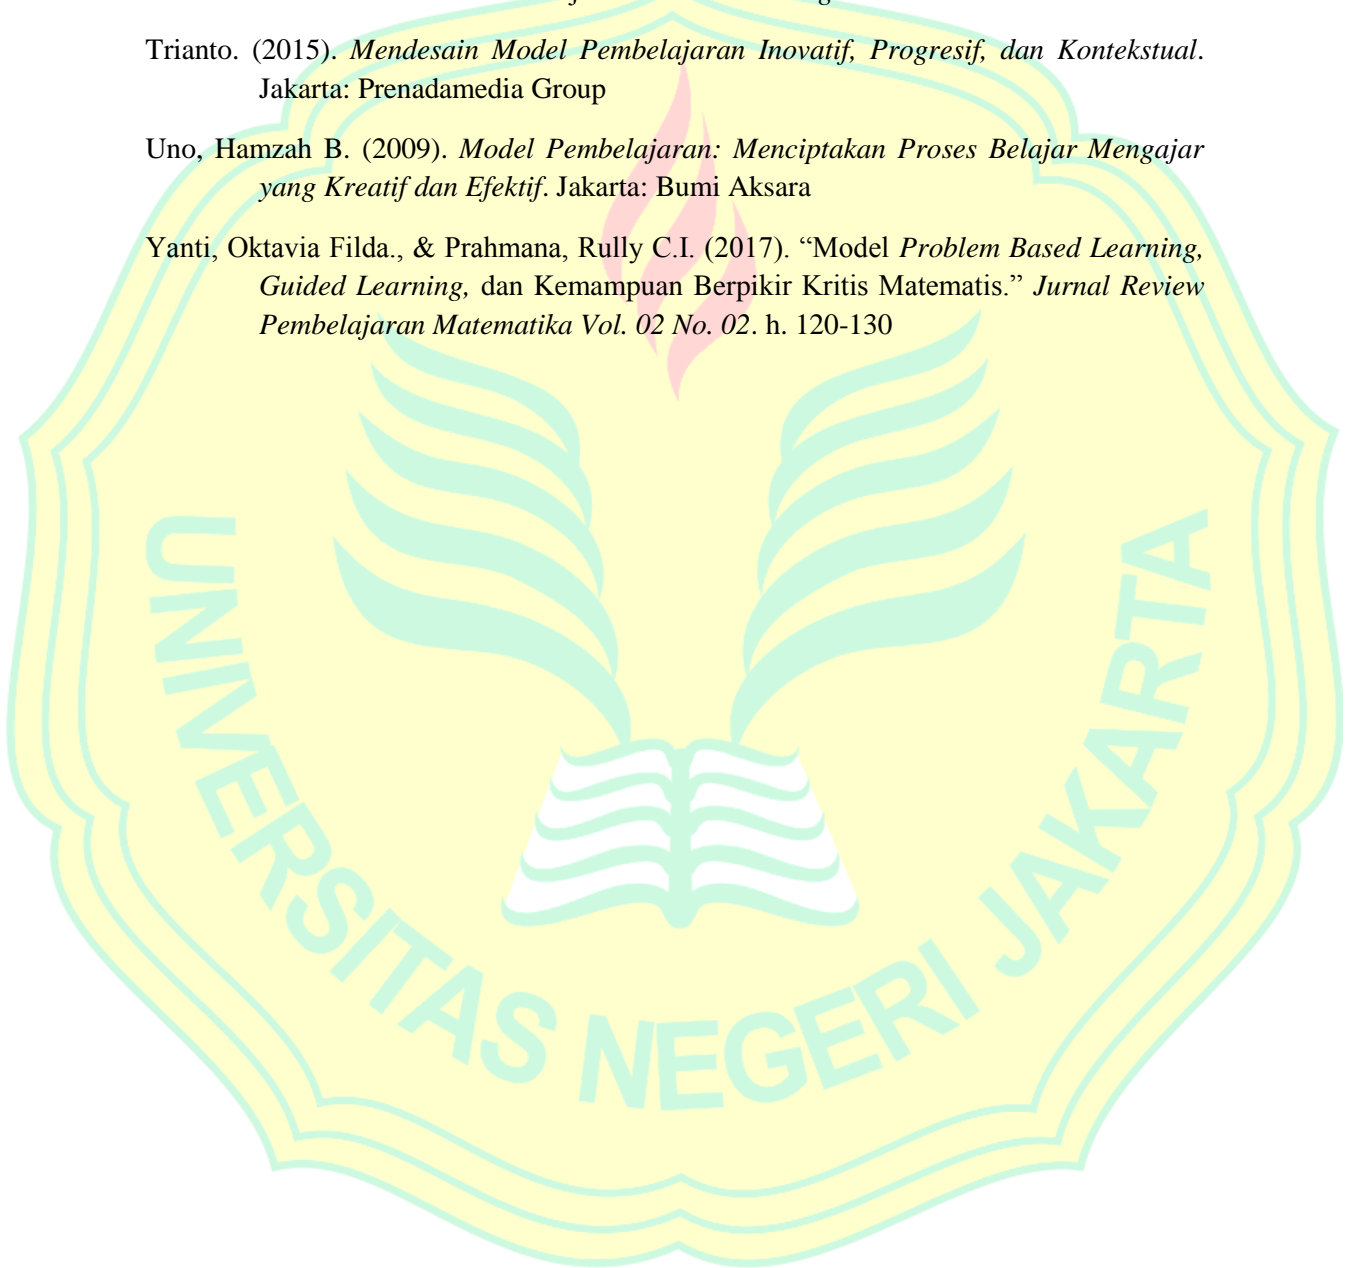 Trianto. (2015). Mendesain Model Pembelajaran Inovatif, Progresif, dan Kontekstual.
Jakarta: Prenadamedia Group
Uno, Hamzah B. (2009). Model Pembelajaran: Menciptakan Proses Belajar Mengajar
yang Kreatif dan Efektif. Jakarta: Bumi Aksara
Yanti, Oktavia Filda., & Prahmana, Rully C.I. (2017). “Model Problem Based Learning,
Guided Learning, dan Kemampuan Berpikir Kritis Matematis.” Jurnal Review
Pembelajaran Matematika Vol. 02 No. 02. h. 120-130
UNIVERSITAS NEGERI JAKARTA